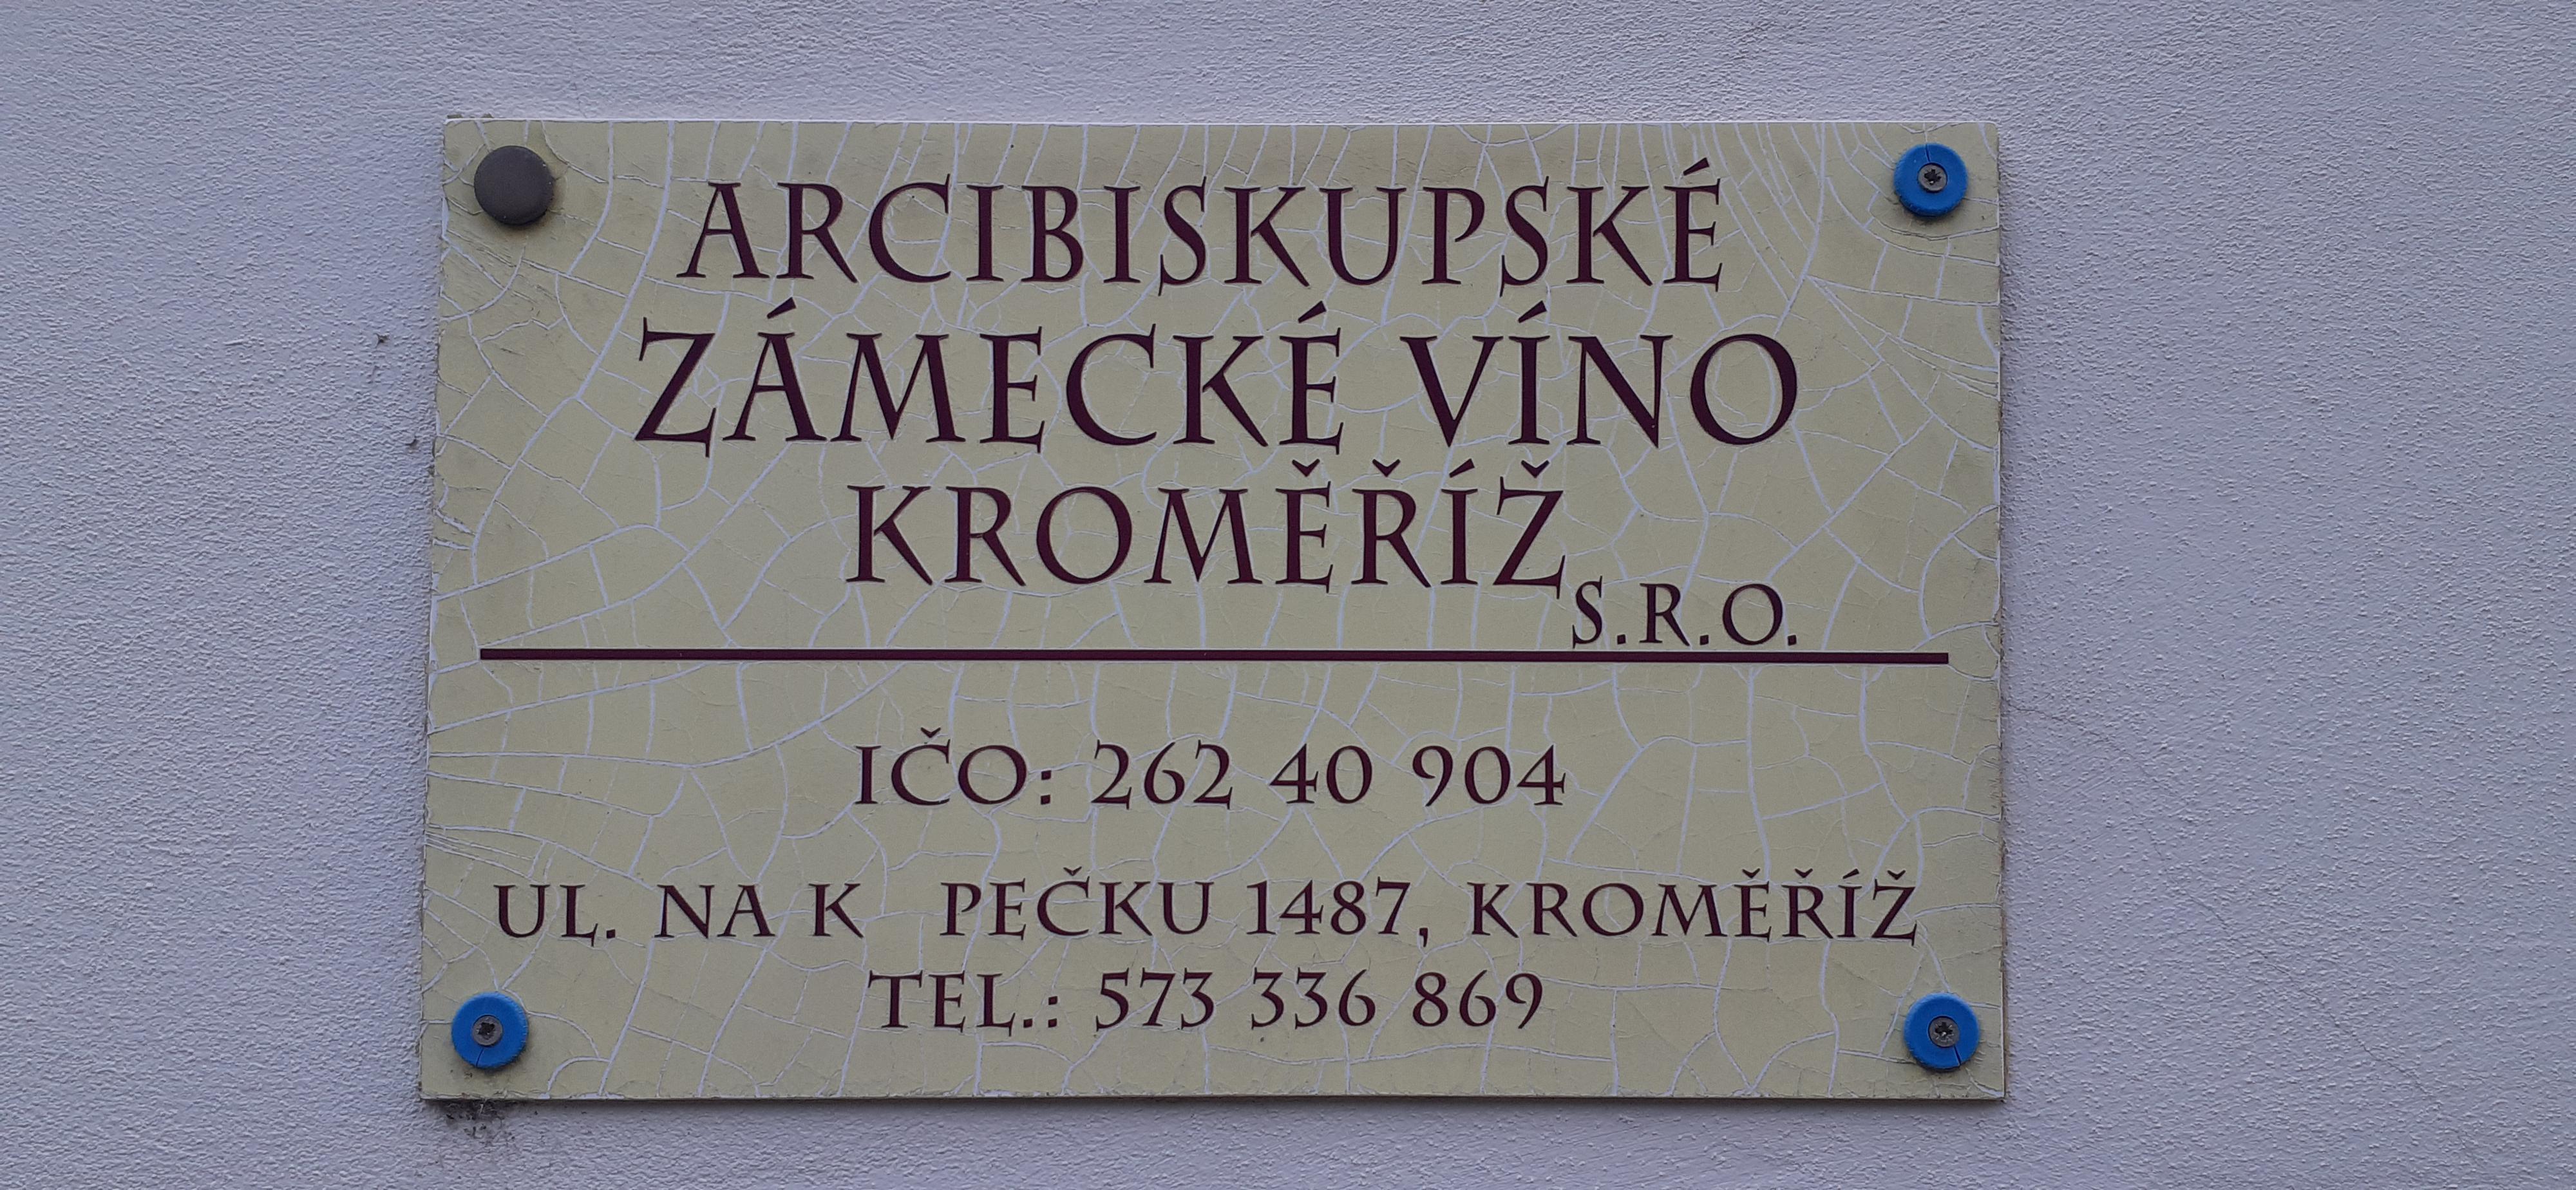 ARCIBISKUPSKÉ
ZÁMECKÉ VÍNO
KROMĚŘÍŽ
S.R.O.
IČO: 262 40 904
UL. NA K PEČKU 1487, KROMĚŘÍŽ
TEL.: 573 336 869